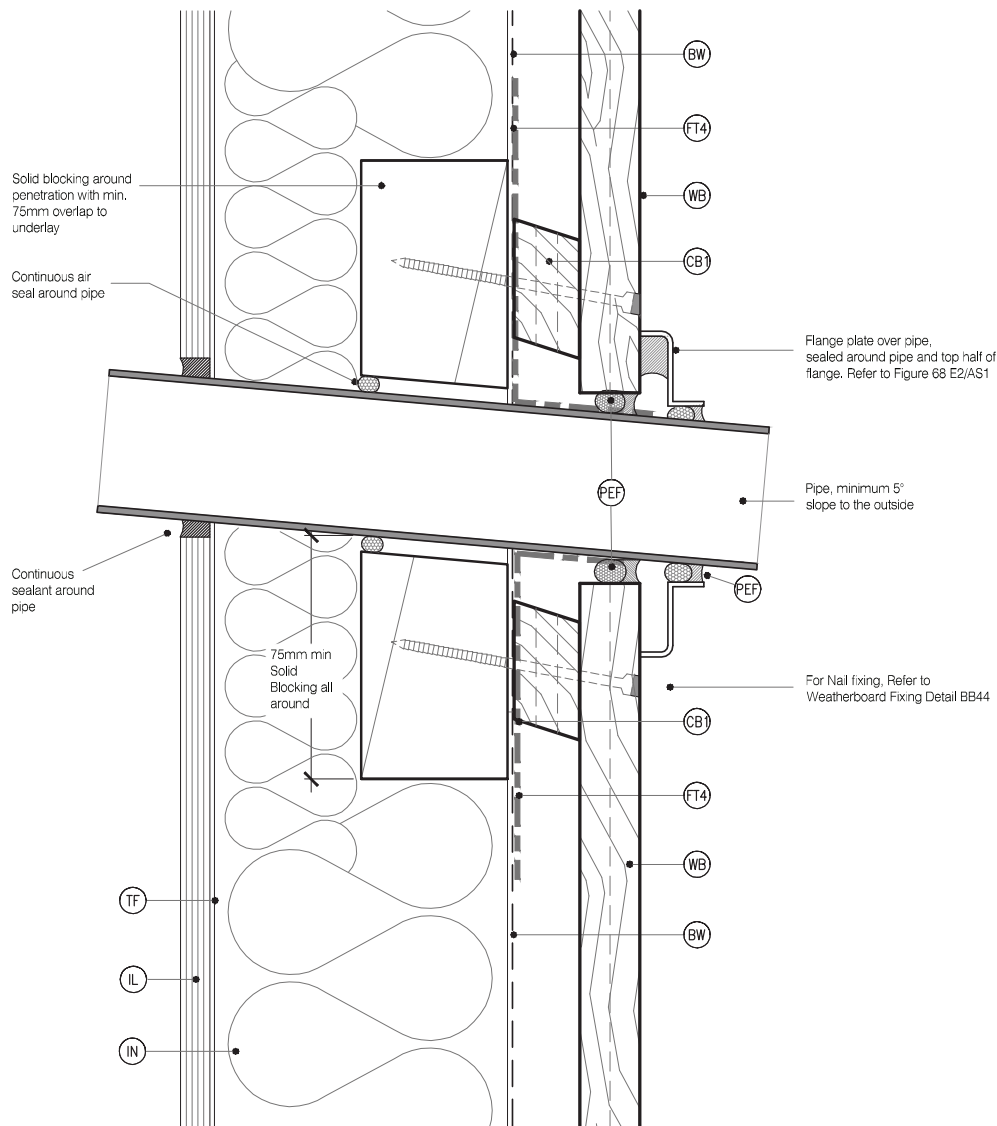 BW
FT4
Solid blocking around
penetration with min.
75mm overlap to
underlay
WB
CB1
Continuous air
seal around pipe
Flange plate over pipe,
sealed around pipe and top half of
flange. Refer to Figure 68 E2/AS1
PEF
Pipe, minimum 5°
slope to the outside
Continuous
sealant around
pipe
PEF
75mm min
Solid
Blocking all
around
For Nail fixing, Refer to
Weatherboard Fixing Detail BB44
CB1
FT4
WB
TF
BW
IL
IN